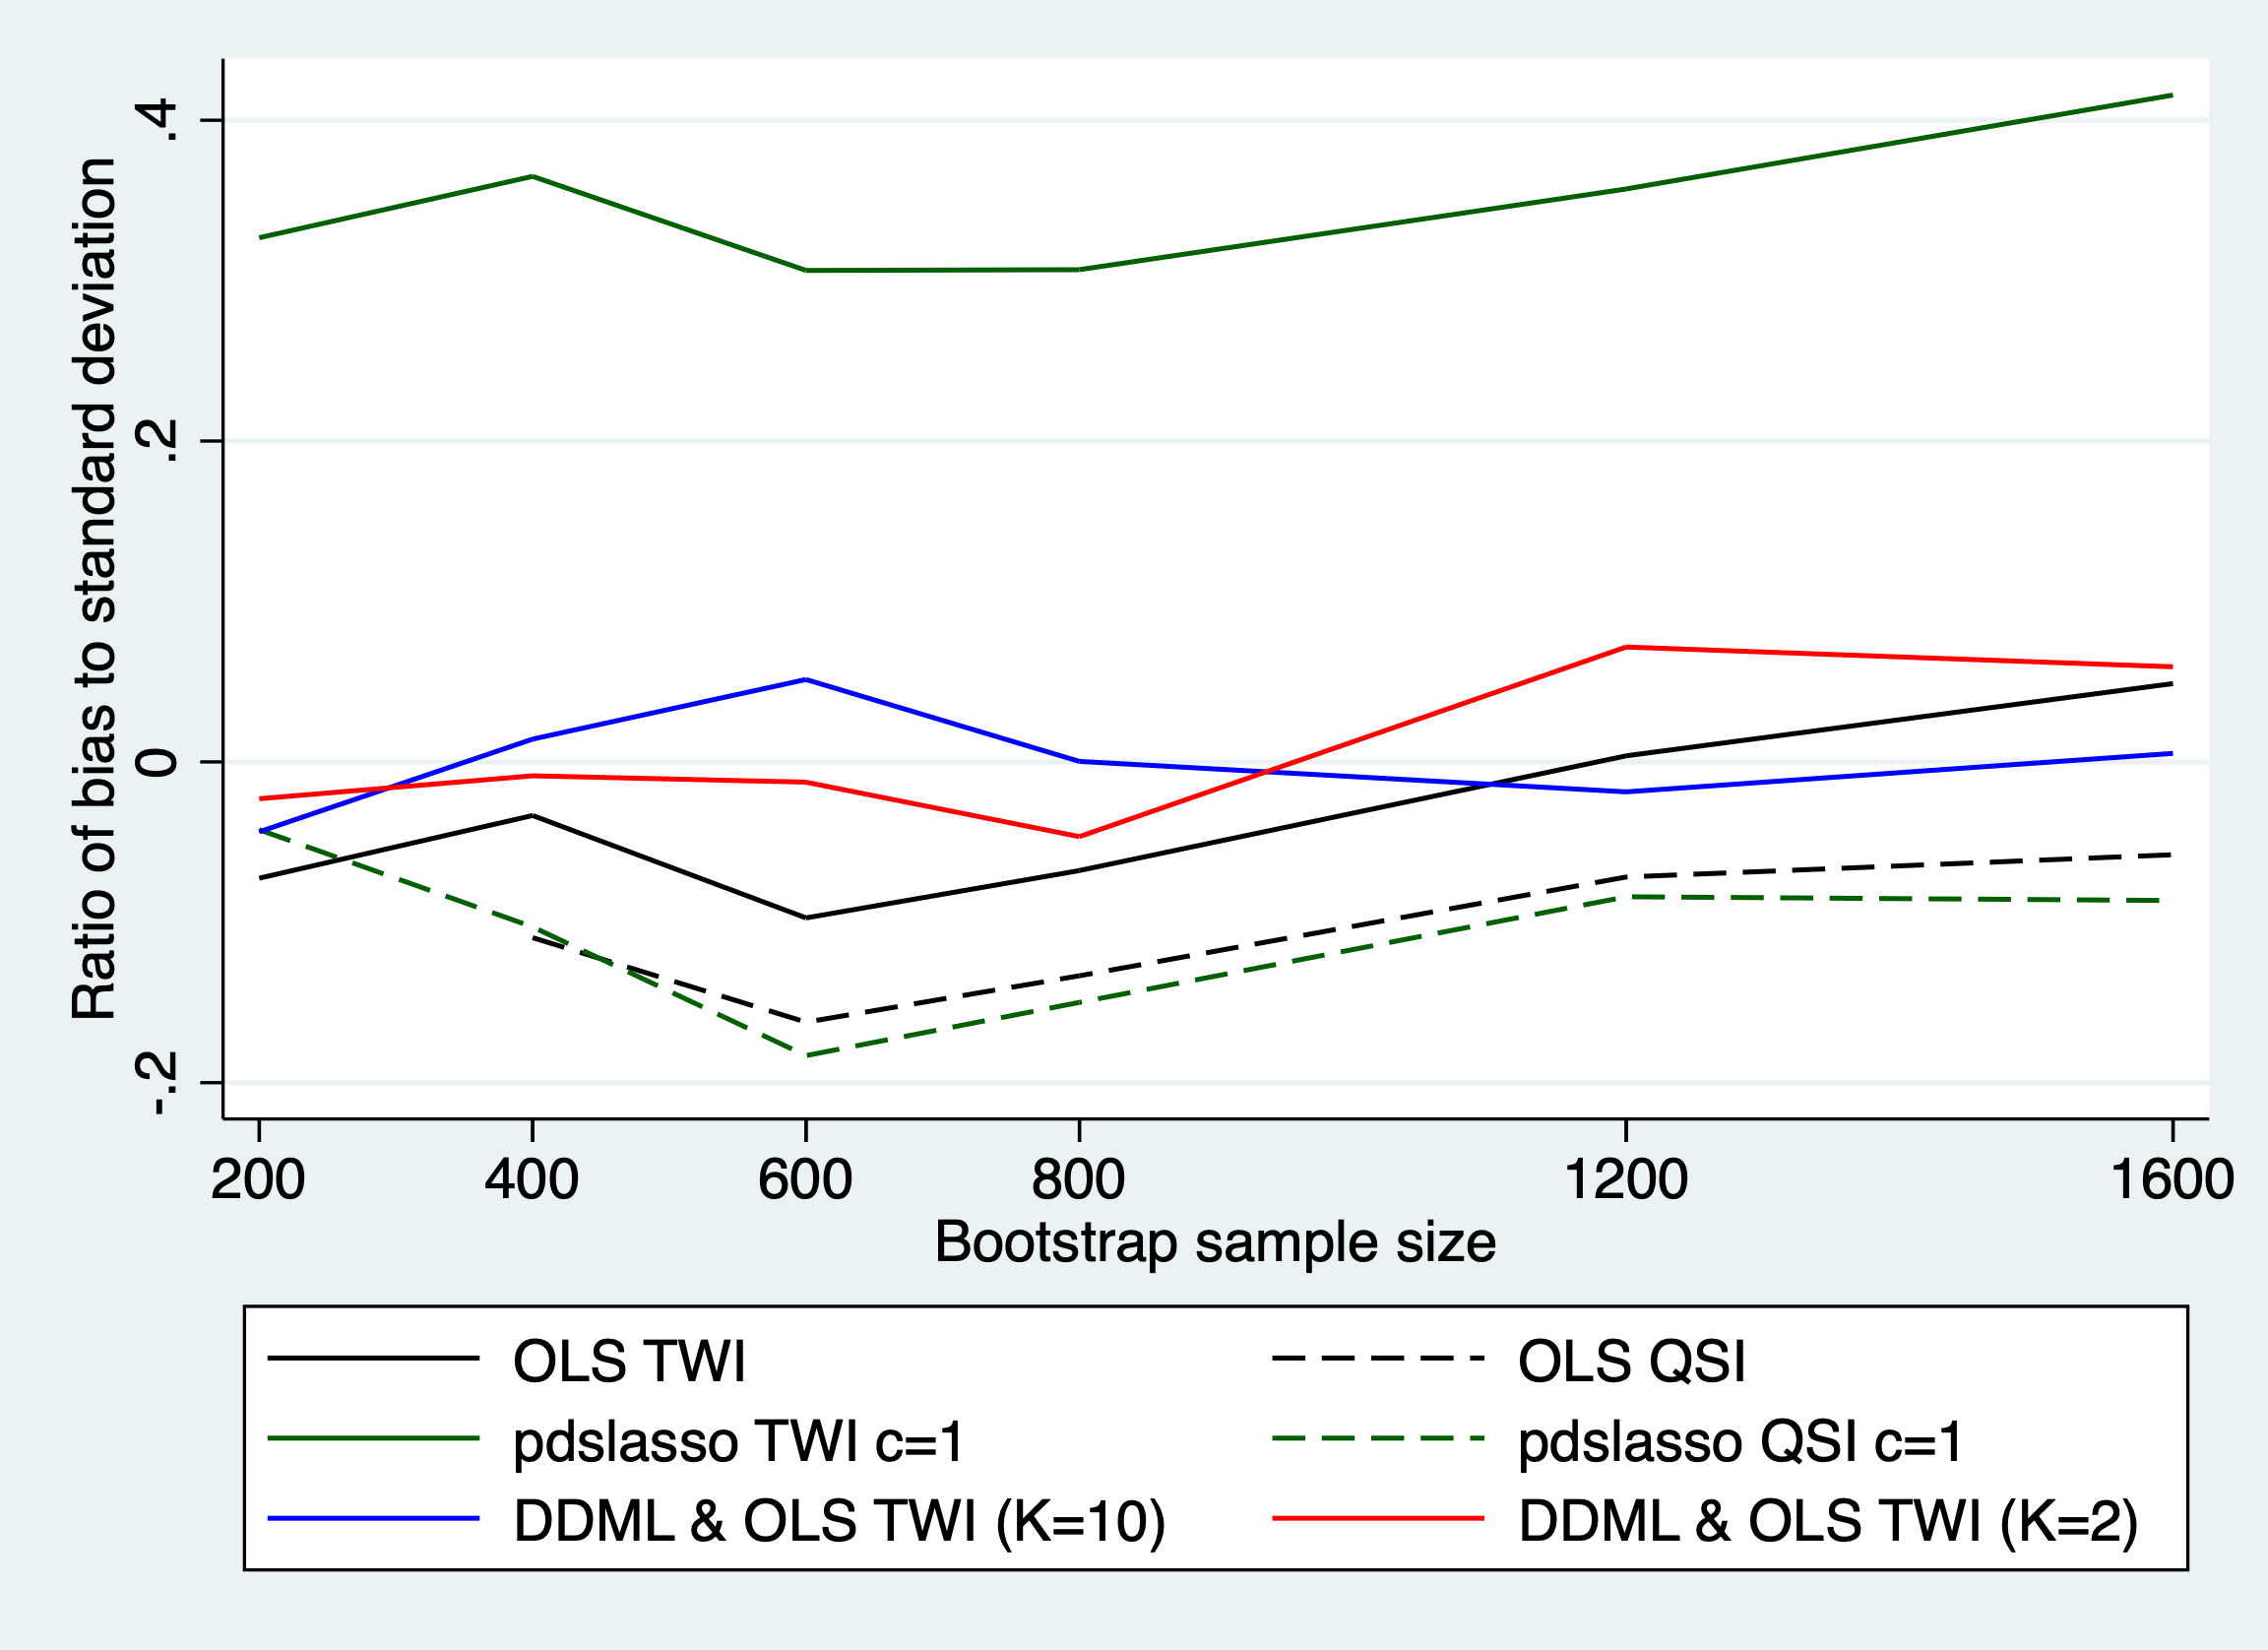 Ratio of bias to standard deviation
.4
.2
0
-.2
200 400 600 800 1200 1600
Bootstrap sample size
OLS TWI OLS QSI
pdslasso TWI c=1 pdslasso QSI c=1
DDML & OLS TWI (K=10) DDML & OLS TWI (K=2)